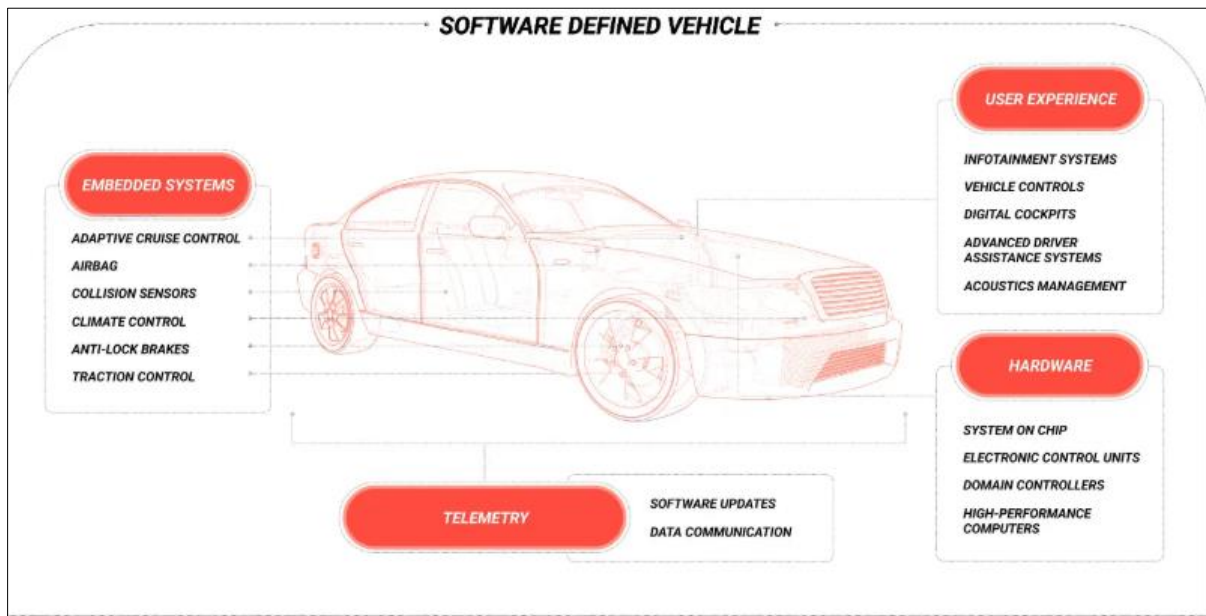 SOFTWARE DEFINED VEHICLE
EMBEDDED SYSTEMS
ADAPTIVE CRUISE CONTROL
AIRBAG
COLLISION SENSORS
CLIMATE CONTROL
ANTI-LOCK BRAKES
TRACTION CONTROL
USER EXPERIENCE
INFOTAINMENT SYSTEMS
VEHICLE CONTROLS
DIGITAL COCKPITS
ADVANCED DRIVER
ASSISTANCE SYSTEMS
ACOUSTICS MANAGEMENT
HARDWARE
SYSTEM ON CHIP
ELECTRONIC CONTROL UNITS
DOMAIN CONTROLLERS
HIGH-PERFORMANCE
COMPUTERS
TELEMETRY
SOFTWARE UPDATES
DATA COMMUNICATION